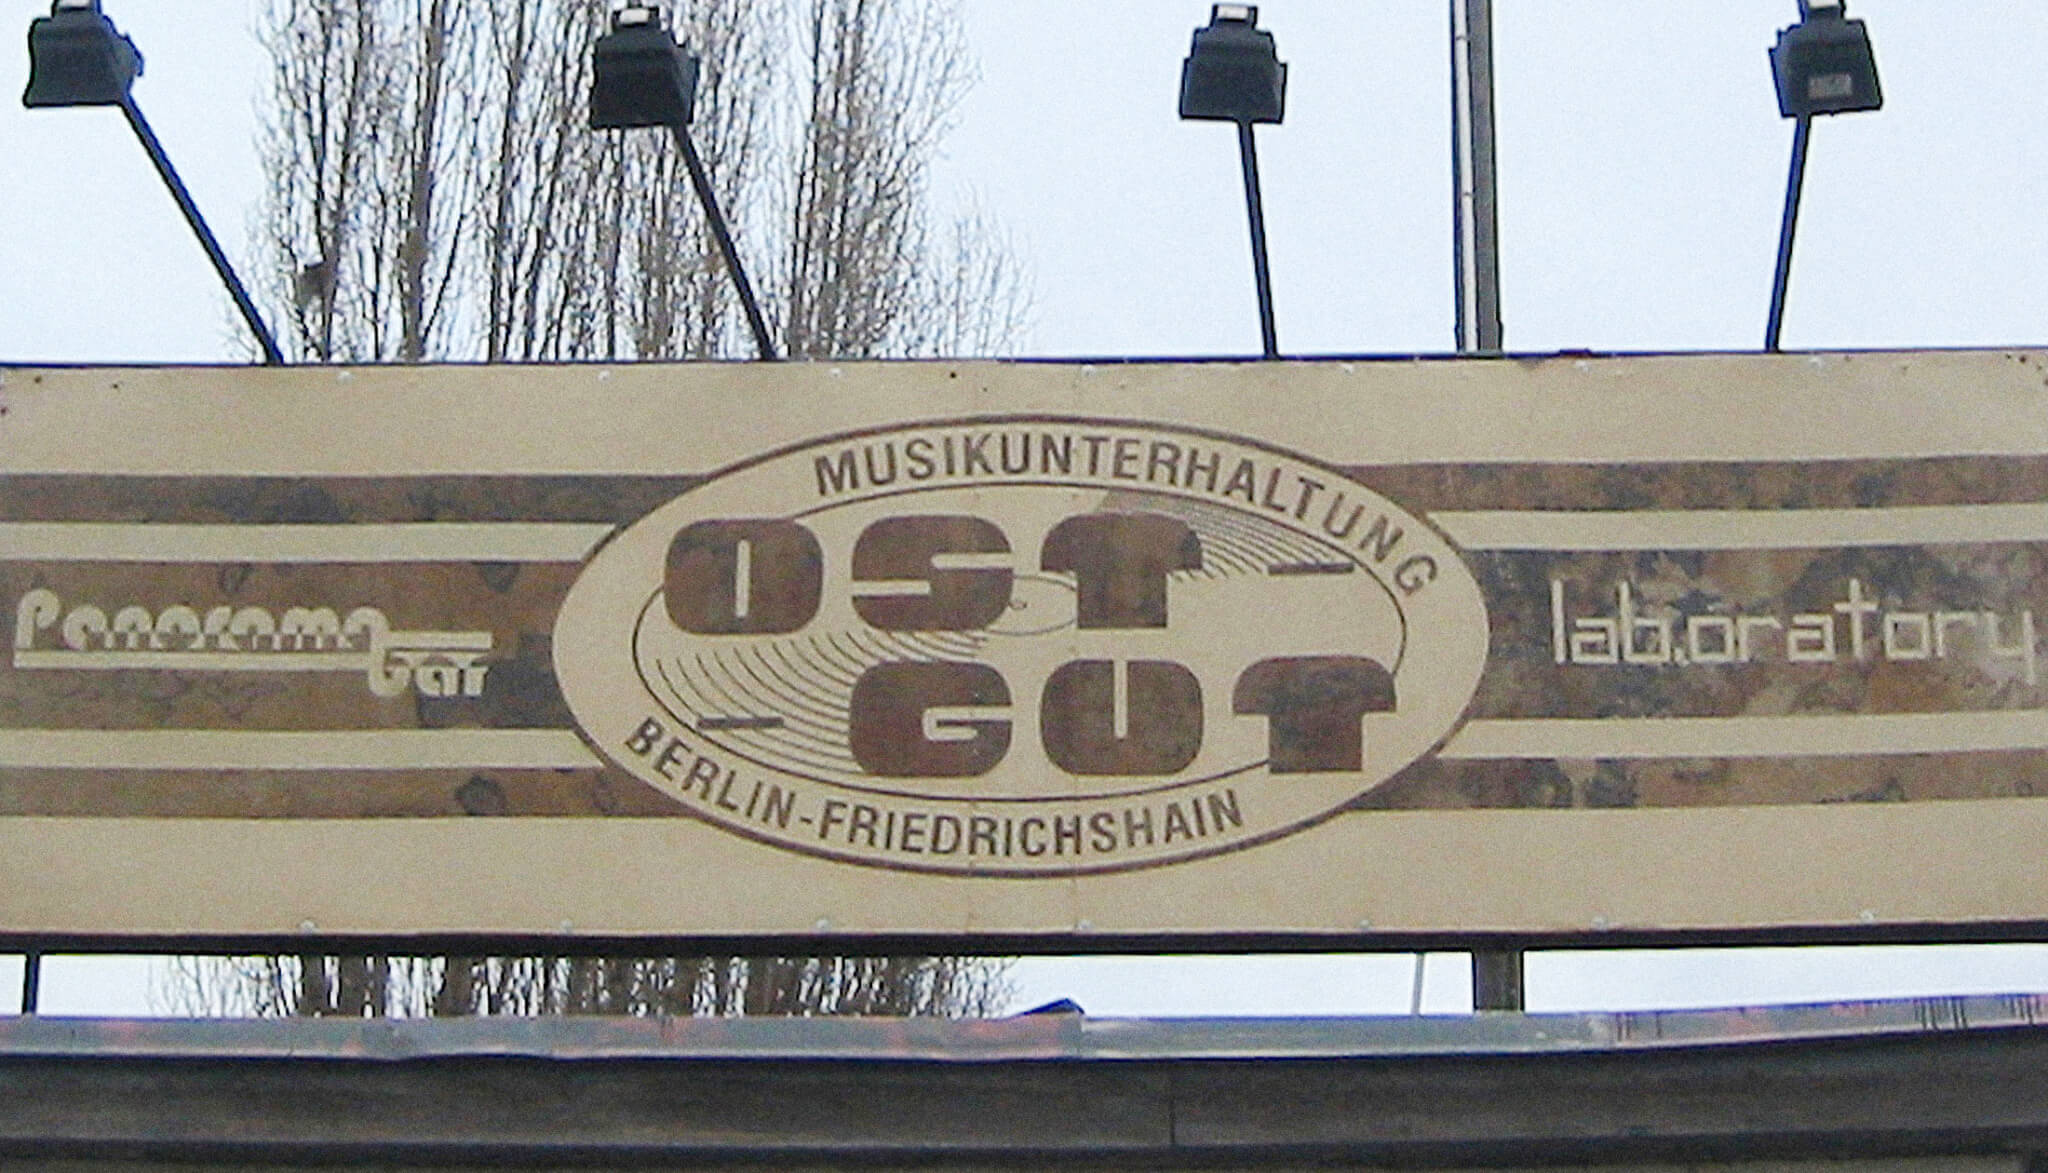 MUSIKUNTERHALTUNG
OST-
-GUT
BERLIN-FRIEDRICHSHAIN
Panorama
bar
lab.oratory